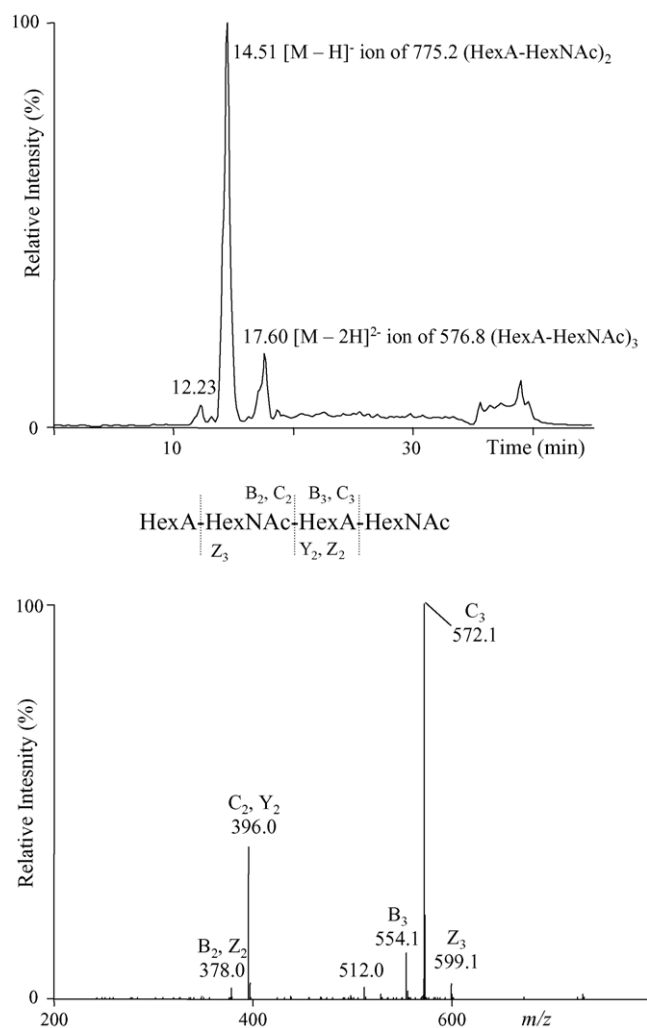 100
14.51 [M – H]⁻ ion of 775.2 (HexA-HexNAc)₂
Relative Intensity (%)
17.60 [M – 2H]²⁻ ion of 576.8 (HexA-HexNAc)₃
12.23
0
10
30
Time (min)
B₂, C₂
B₃, C₃
HexA-HexNAc-HexA-HexNAc
Z₃
Y₂, Z₂
100
C₃
572.1
Relative Intesnity (%)
C₂, Y₂
396.0
B₃
554.1
Z₃
599.1
B₂, Z₂
378.0
512.0
0
200
400
600
m/z